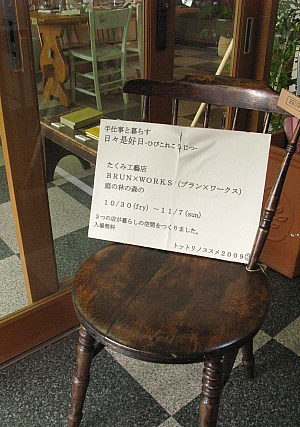 手仕事と暮らす
日々是好日-ひびこれこうじつ-
たくみ工藝店
BRUN×WORKS（ブラン×ワークス）
庭の林の森の
10/30(fry) －11/7(sun)
3つの店が暮らしの空間をつくりました。
入場無料
トットリノススメ2009